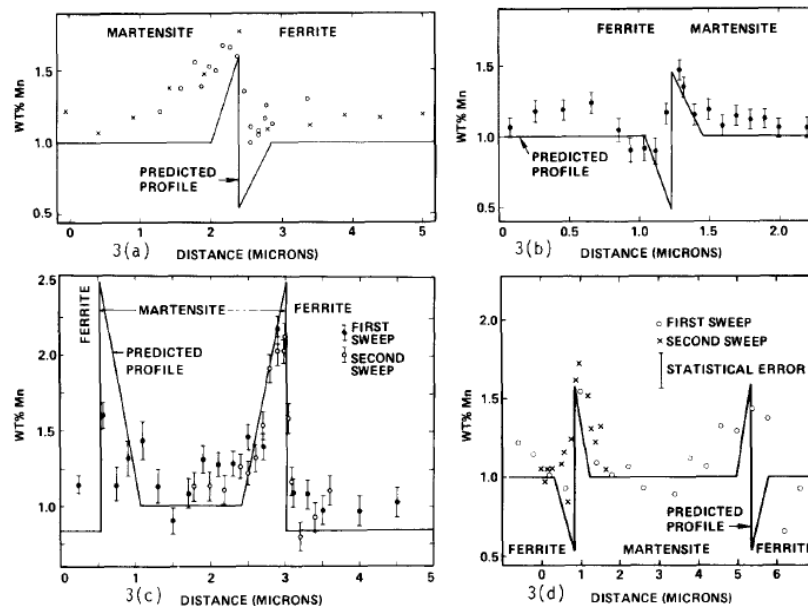 MARTENSITE FERRITE
WT% Mn
1.5
1.0
0.5
PREDICTED
PROFILE
0 1 2 3 4 5
3(a) DISTANCE (MICRONS)
FERRITE MARTENSITE
WT% Mn
2.0
1.5
1.0
0.5
PREDICTED
PROFILE
0 0.5 1.0 1.5 2.0
3(b) DISTANCE (MICRONS)
FERRITE
MARTENSITE
FERRITE
WT% Mn
2.5
2.0
1.5
1.0
PREDICTED
PROFILE
FIRST
SWEEP
SECOND
SWEEP
0 1 2 3 4 5
3(c) DISTANCE (MICRONS)
WT% Mn
2.0
1.5
1.0
0.5
FIRST SWEEP
SECOND SWEEP
STATISTICAL ERROR
PREDICTED
PROFILE
FERRITE MARTENSITE FERRITE
0 1 2 3 4 5 6
3(d) DISTANCE (MICRONS)